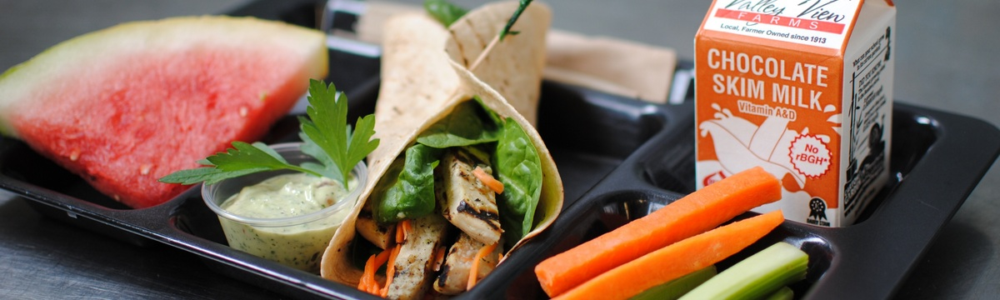 Valley View
FARMS
Local, Farmer Owned since 1913
CHOCOLATE
SKIM MILK
Vitamin A&D
No
rBGH*